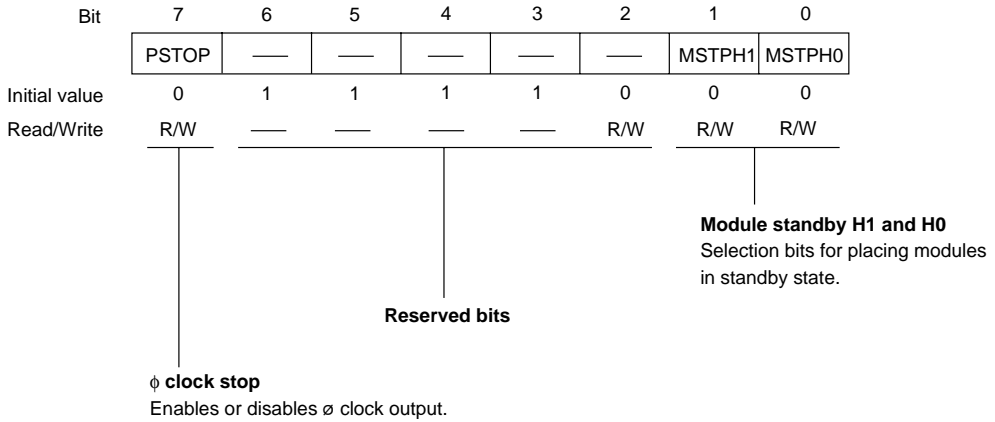 Bit 7 6 5 4 3 2 1 0
PSTOP — — — — — MSTPH1 MSTPH0
Initial value 0 1 1 1 1 0 0 0
Read/Write R/W — — — — R/W R/W R/W
Module standby H1 and H0
Selection bits for placing modules
in standby state.
Reserved bits
ϕ clock stop
Enables or disables ø clock output.